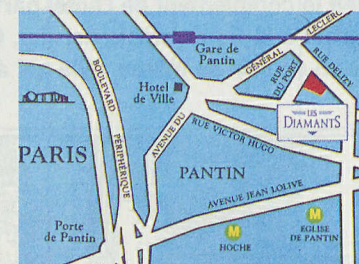 LECLERC
Gare de
Pantin
GÉNÉRAL
RUE DELIZY
RUE
DU PORT
BOULEVARD
Hotel
de Ville
LES
DIAMANTS
AVENUE DU
RUE VICTOR HUGO
PÉRIPHÉRIQUE
PARIS
PANTIN
AVENUE JEAN LOLIVE
Porte
de Pantin
M
HOCHE
M
EGLISE
DE PANTIN